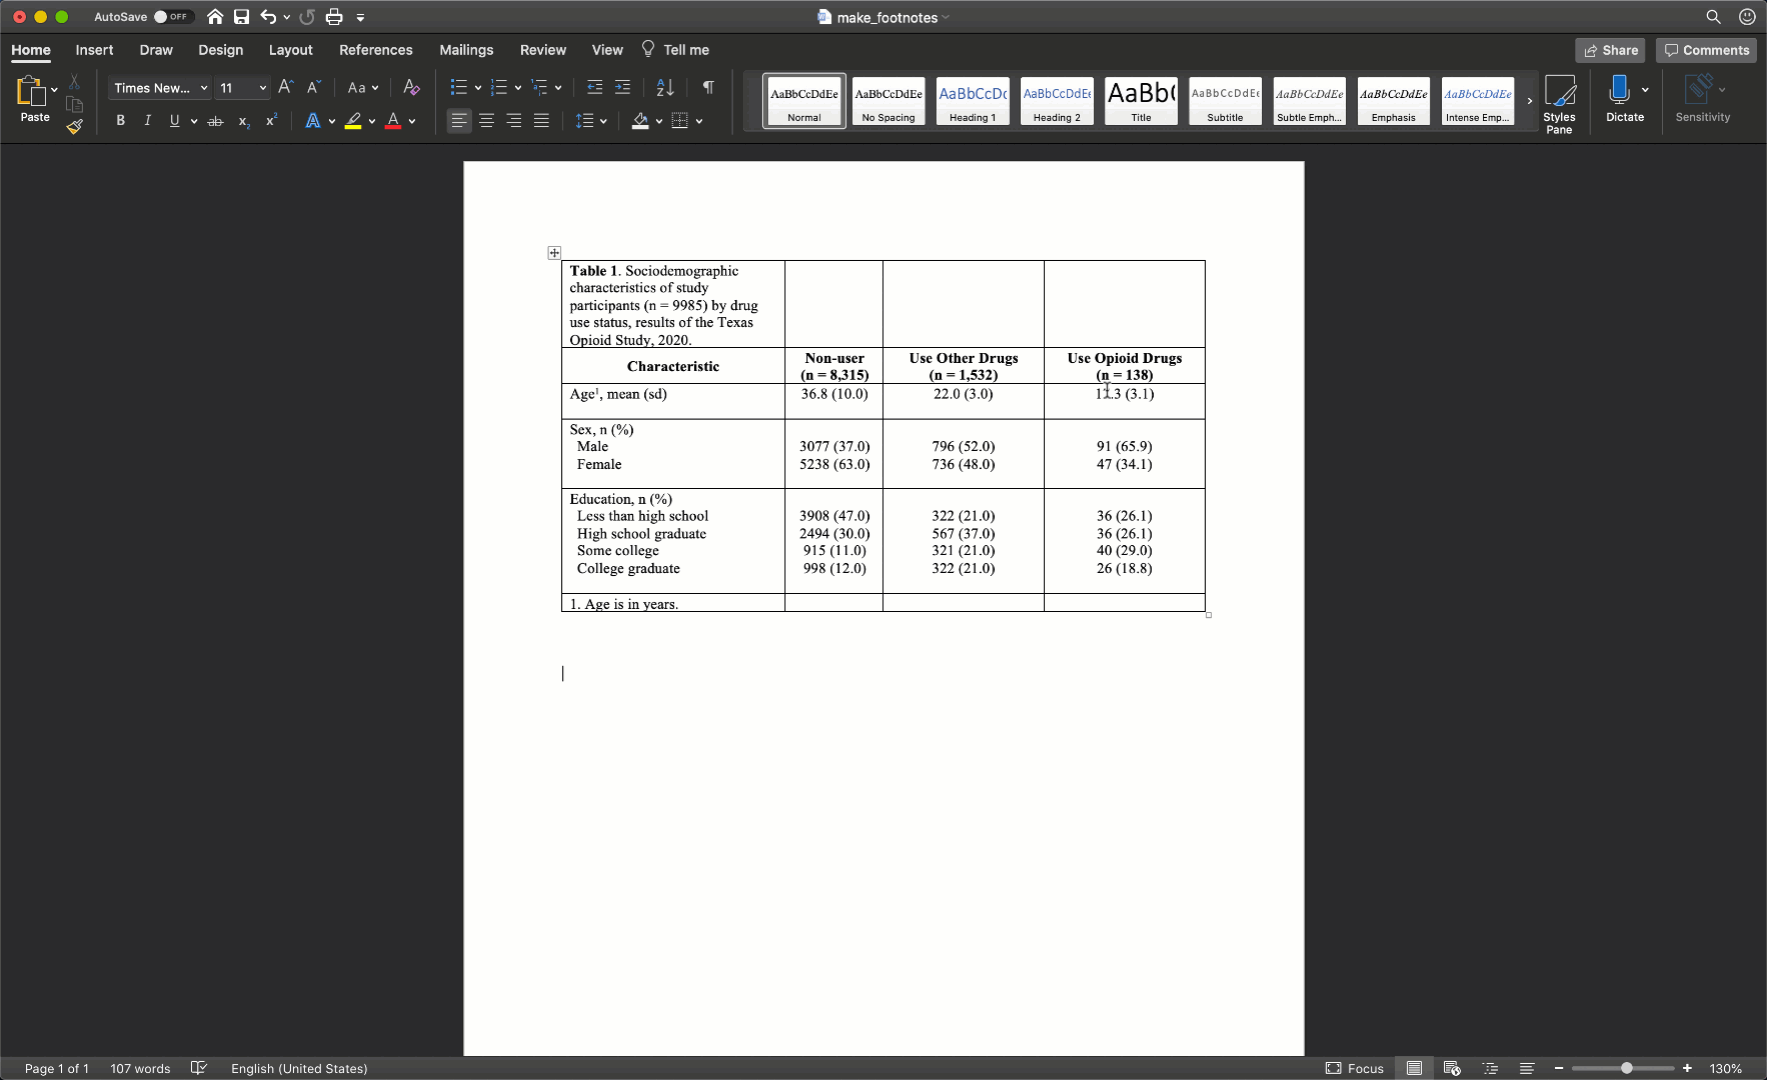 AutoSave OFF make_footnotes
Home Insert Draw Design Layout References Mailings Review View Tell me Share Comments
Times New... 11 Aa
AaBbCcDdEe AaBbCcDdEe AaBbCcDc AaBbCcDdEe AaBb( AaBbCcDdEe AaBbCcDdEe AaBbCcDdEe AaBbCcDdEe
Paste Normal No Spacing Heading 1 Heading 2 Title Subtitle Subtle Emph... Emphasis Intense Emp... Styles Pane Dictate Sensitivity
Table 1. Sociodemographic
characteristics of study
participants (n = 9985) by drug
use status, results of the Texas
Opioid Study, 2020.
Characteristic Non-user (n = 8,315) Use Other Drugs (n = 1,532) Use Opioid Drugs (n = 138)
Age¹, mean (sd) 36.8 (10.0) 22.0 (3.0) (3.1)
Sex, n (%)
Male 3077 (37.0) 796 (52.0) 91 (65.9)
Female 5238 (63.0) 736 (48.0) 47 (34.1)
Education, n (%)
Less than high school 3908 (47.0) 322 (21.0) 36 (26.1)
High school graduate 2494 (30.0) 567 (37.0) 36 (26.1)
Some college 915 (11.0) 321 (21.0) 40 (29.0)
College graduate 998 (12.0) 322 (21.0) 26 (18.8)
1. Age is in years.
Page 1 of 1 107 words English (United States) Focus 130%